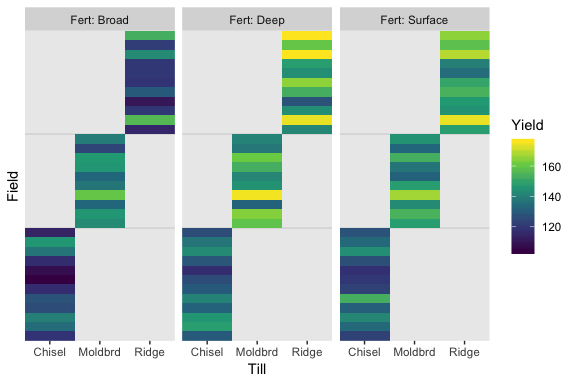 Fert: Broad Fert: Deep Fert: Surface
Field
Yield
160
140
120
Chisel Moldbrd Ridge Chisel Moldbrd Ridge Chisel Moldbrd Ridge
Till